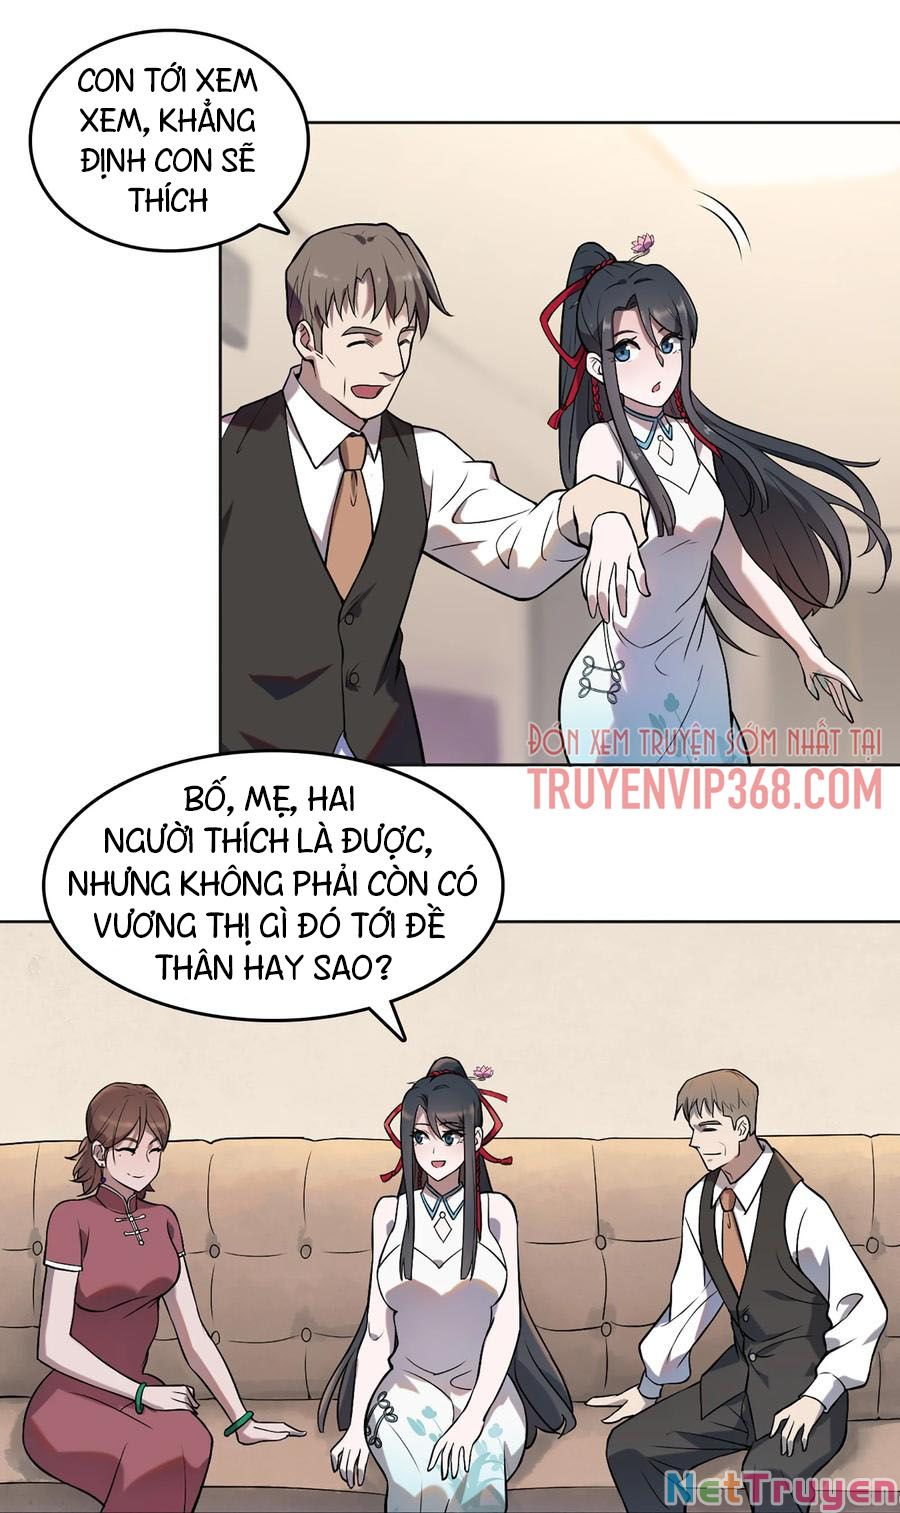 CON TỚI XEM
XEM, KHẲNG
ĐỊNH CON SẼ
THÍCH
ĐÓN XEM TRUYỆN SỚM NHẤT TẠI
TRUYENVIP368.COM
BỐ, MẸ, HAI
NGƯỜI THÍCH LÀ ĐƯỢC,
NHƯNG KHÔNG PHẢI CÒN CÓ
VƯƠNG THỊ GÌ ĐÓ TỚI ĐỀ
THÂN HAY SAO?
NetTruyen